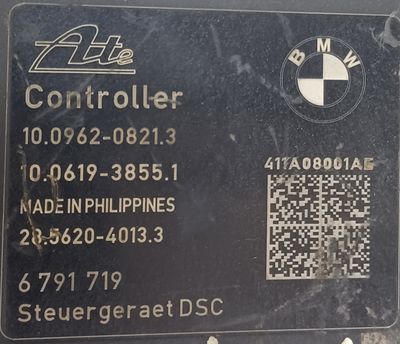 Ate
BMW
Controller
10.0962-0821.3
10.0619-3855.1
411A08001AE
MADE IN PHILIPPINES
28.5620-4013.3
6 791 719
Steuergeraet DSC